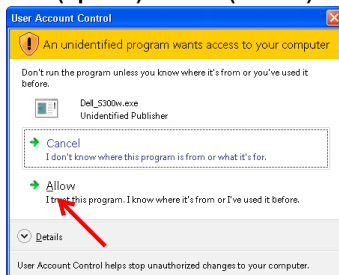 User Account Control
An unidentified program wants access to your computer
Don't run the program unless you know where it's from or you've used it
before.
Dell_S300w.exe
Unidentified Publisher
Cancel
I don't know where this program is from or what it's for.
Allow
I trust this program. I know where it's from or I've used it before.
Details
User Account Control helps stop unauthorized changes to your computer.